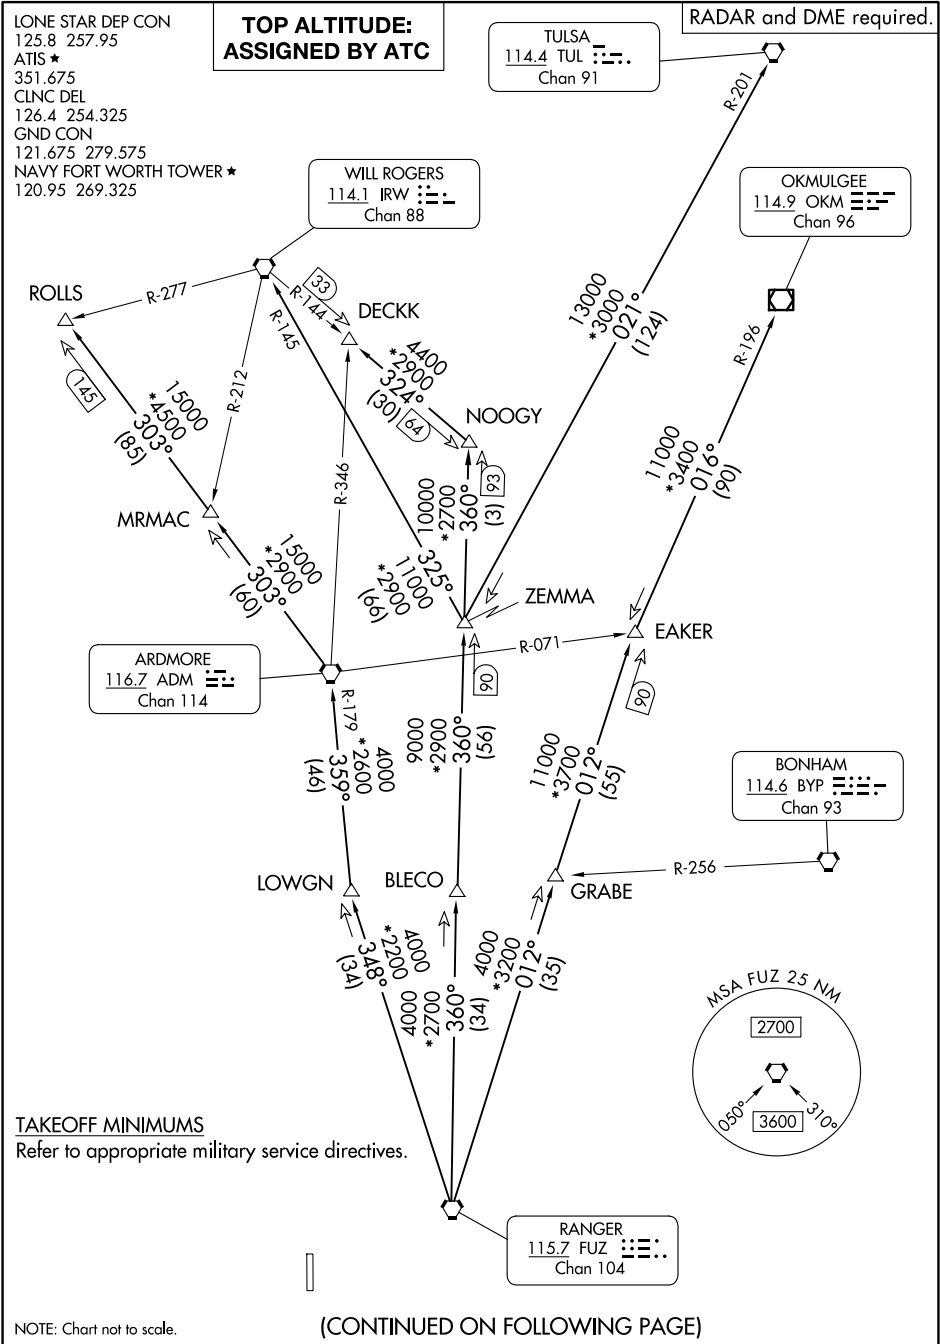 LONE STAR DEP CON
125.8 257.95
ATIS ★
351.675
CLNC DEL
126.4 254.325
GND CON
121.675 279.575
NAVY FORT WORTH TOWER ★
120.95 269.325
TOP ALTITUDE:
ASSIGNED BY ATC
RADAR and DME required.
TULSA
114.4 TUL
Chan 91
R-201
WILL ROGERS
114.1 IRW
Chan 88
OKMULGEE
114.9 OKM
Chan 96
ROLLS
R-277
33
R-144
DECKK
R-145
R-212
145
15000
*4500
303°
(85)
4400
*2900
324°
(30)
64
NOOGY
13000
*3000
021°
(124)
R-196
11000
*3400
016°
(90)
R-346
MRMAC
10000
*2700
360°
(3)
93
325°
11000
*2900
(66)
15000
*2900
303°
(60)
ZEMMA
EAKER
R-071
ARDMORE
116.7 ADM
Chan 114
90
90
R-179
4000
*2600
359°
(46)
9000
*2900
360°
(56)
11000
*3700
012°
(55)
BONHAM
114.6 BYP
Chan 93
R-256
LOWGN
BLECO
GRABE
4000
*2200
348°
(34)
4000
*2700
360°
(34)
4000
*3200
012°
(35)
MSA FUZ 25 NM
2700
050°
3600
310°
TAKEOFF MINIMUMS
Refer to appropriate military service directives.
RANGER
115.7 FUZ
Chan 104
NOTE: Chart not to scale.
(CONTINUED ON FOLLOWING PAGE)